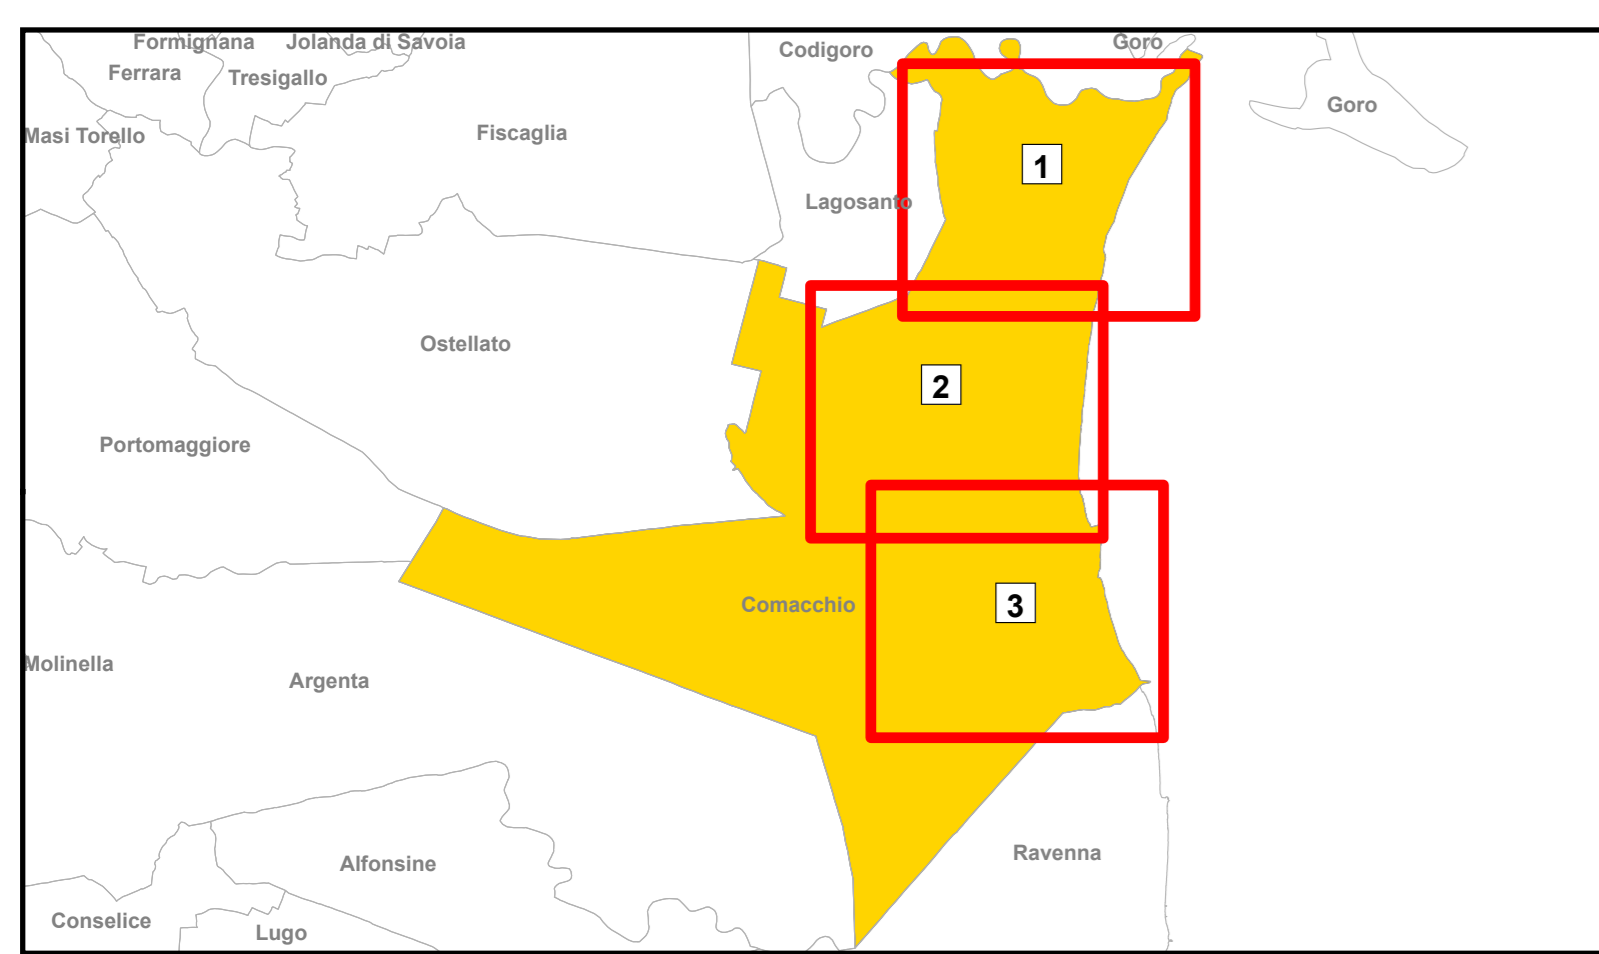 Formignana
Jolanda di Savoia
Codigoro
Goro
Ferrara
Tresigallo
Goro
Masi Torello
Fiscaglia
1
Lagosanto
Ostellato
2
Portomaggiore
Comacchio
3
Molinella
Argenta
Ravenna
Alfonsine
Conselice
Lugo